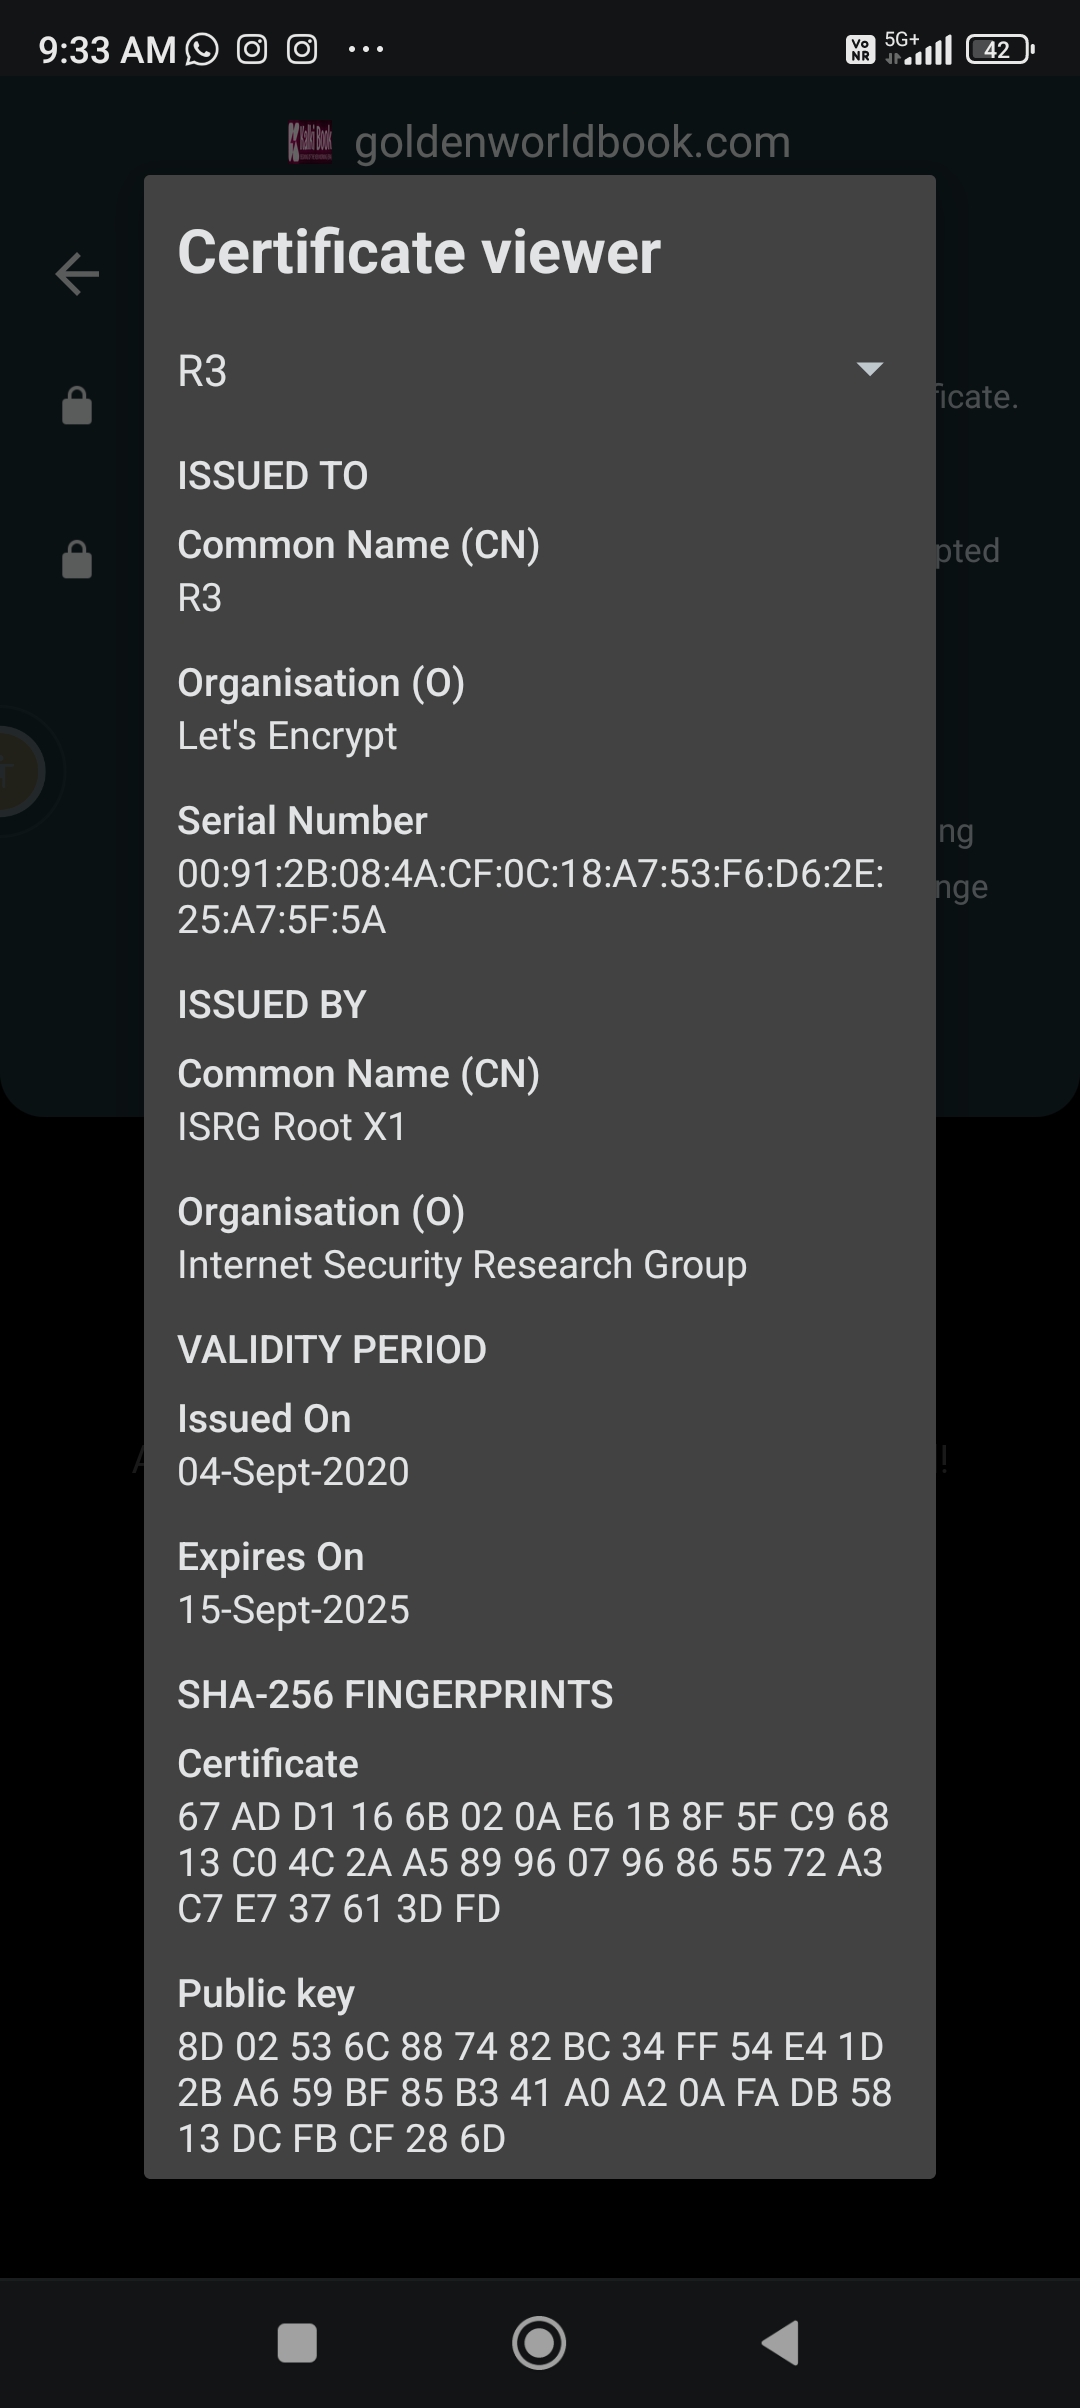 9:33 AM
5G+
Vo
NR
42
Kalki Book
goldenworldbook.com
Certificate viewer
R3
ficate.
ISSUED TO
Common Name (CN)
R3
pted
Organisation (O)
Let's Encrypt
Serial Number
00:91:2B:08:4A:CF:0C:18:A7:53:F6:D6:2E:
25:A7:5F:5A
ng
nge
ISSUED BY
Common Name (CN)
ISRG Root X1
Organisation (O)
Internet Security Research Group
VALIDITY PERIOD
Issued On
04-Sept-2020
Expires On
15-Sept-2025
SHA-256 FINGERPRINTS
Certificate
67 AD D1 16 6B 02 0A E6 1B 8F 5F C9 68
13 C0 4C 2A A5 89 96 07 96 86 55 72 A3
C7 E7 37 61 3D FD
Public key
8D 02 53 6C 88 74 82 BC 34 FF 54 E4 1D
2B A6 59 BF 85 B3 41 A0 A2 0A FA DB 58
13 DC FB CF 28 6D